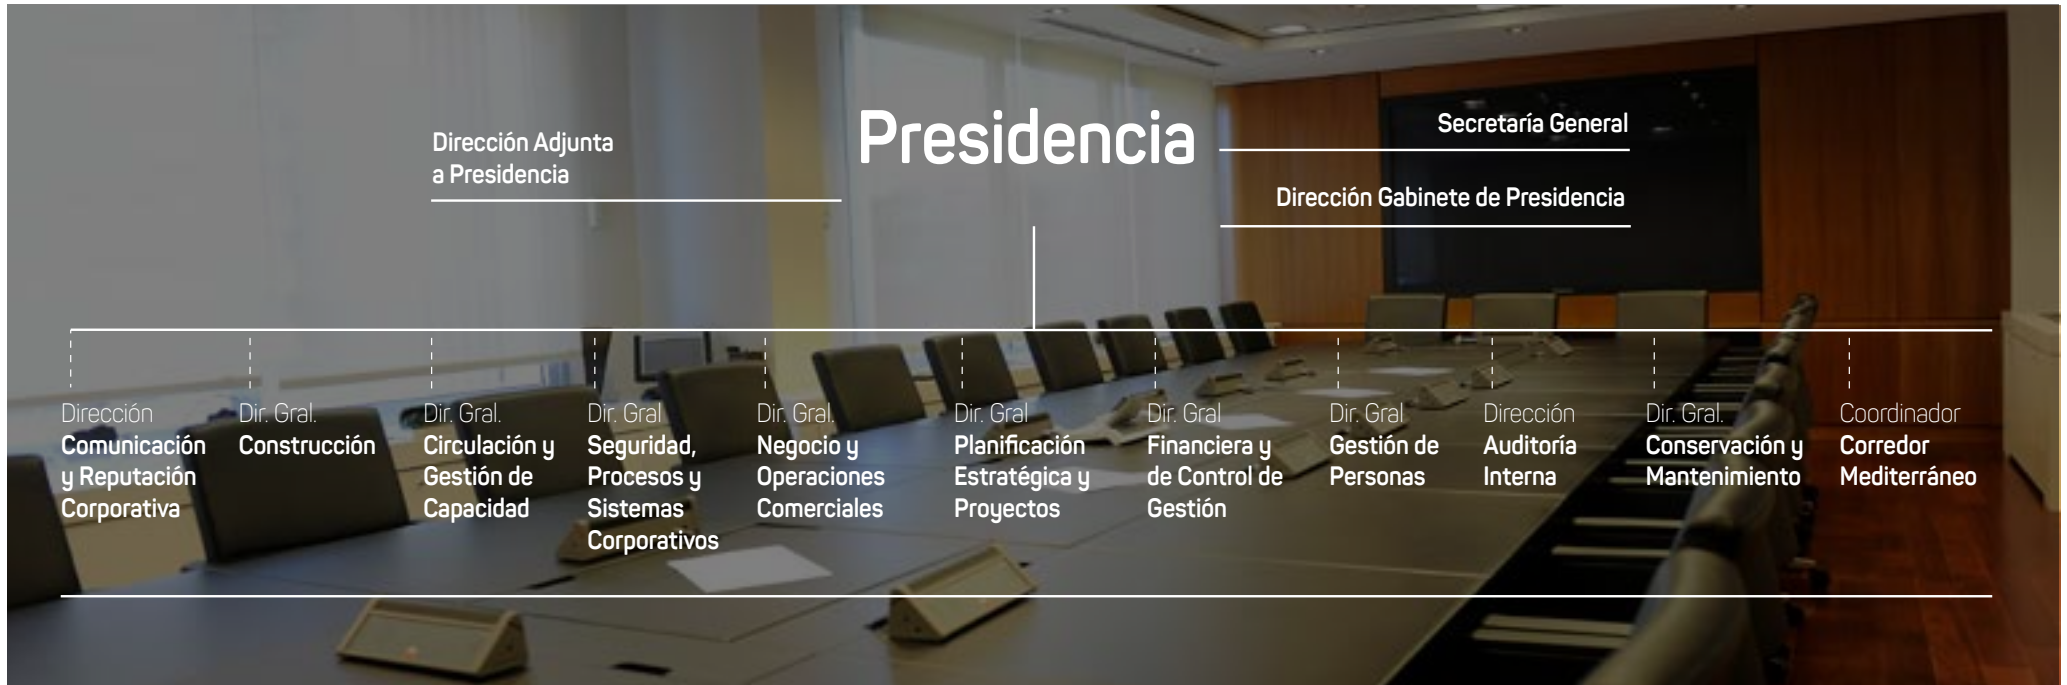 Presidencia
Dirección Adjunta
a Presidencia
Secretaría General
Dirección Gabinete de Presidencia
Dirección
Comunicación
y Reputación
Corporativa
Dir. Gral.
Construcción
Dir. Gral.
Circulación y
Gestión de
Capacidad
Dir. Gral
Seguridad,
Procesos y
Sistemas
Corporativos
Dir. Gral.
Negocio y
Operaciones
Comerciales
Dir. Gral
Planificación
Estratégica y
Proyectos
Dir. Gral
Financiera y
de Control de
Gestión
Dir. Gral
Gestión de
Personas
Dirección
Auditoría
Interna
Dir. Gral.
Conservación y
Mantenimiento
Coordinador
Corredor
Mediterráneo